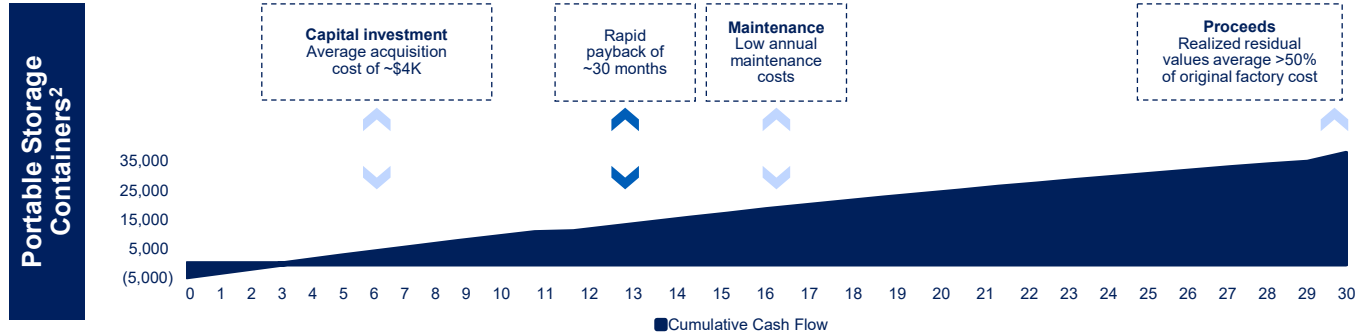 Portable Storage
Containers2
Capital investment
Average acquisition
cost of ~$4K
Rapid
payback of
~30 months
Maintenance
Low annual
maintenance
costs
Proceeds
Realized residual
values average >50%
of original factory cost
35,000
25,000
15,000
5,000
(5,000)
0 1 2 3 4 5 6 7 8 9 10 11 12 13 14 15 16 17 18 19 20 21 22 23 24 25 26 27 28 29 30
Cumulative Cash Flow